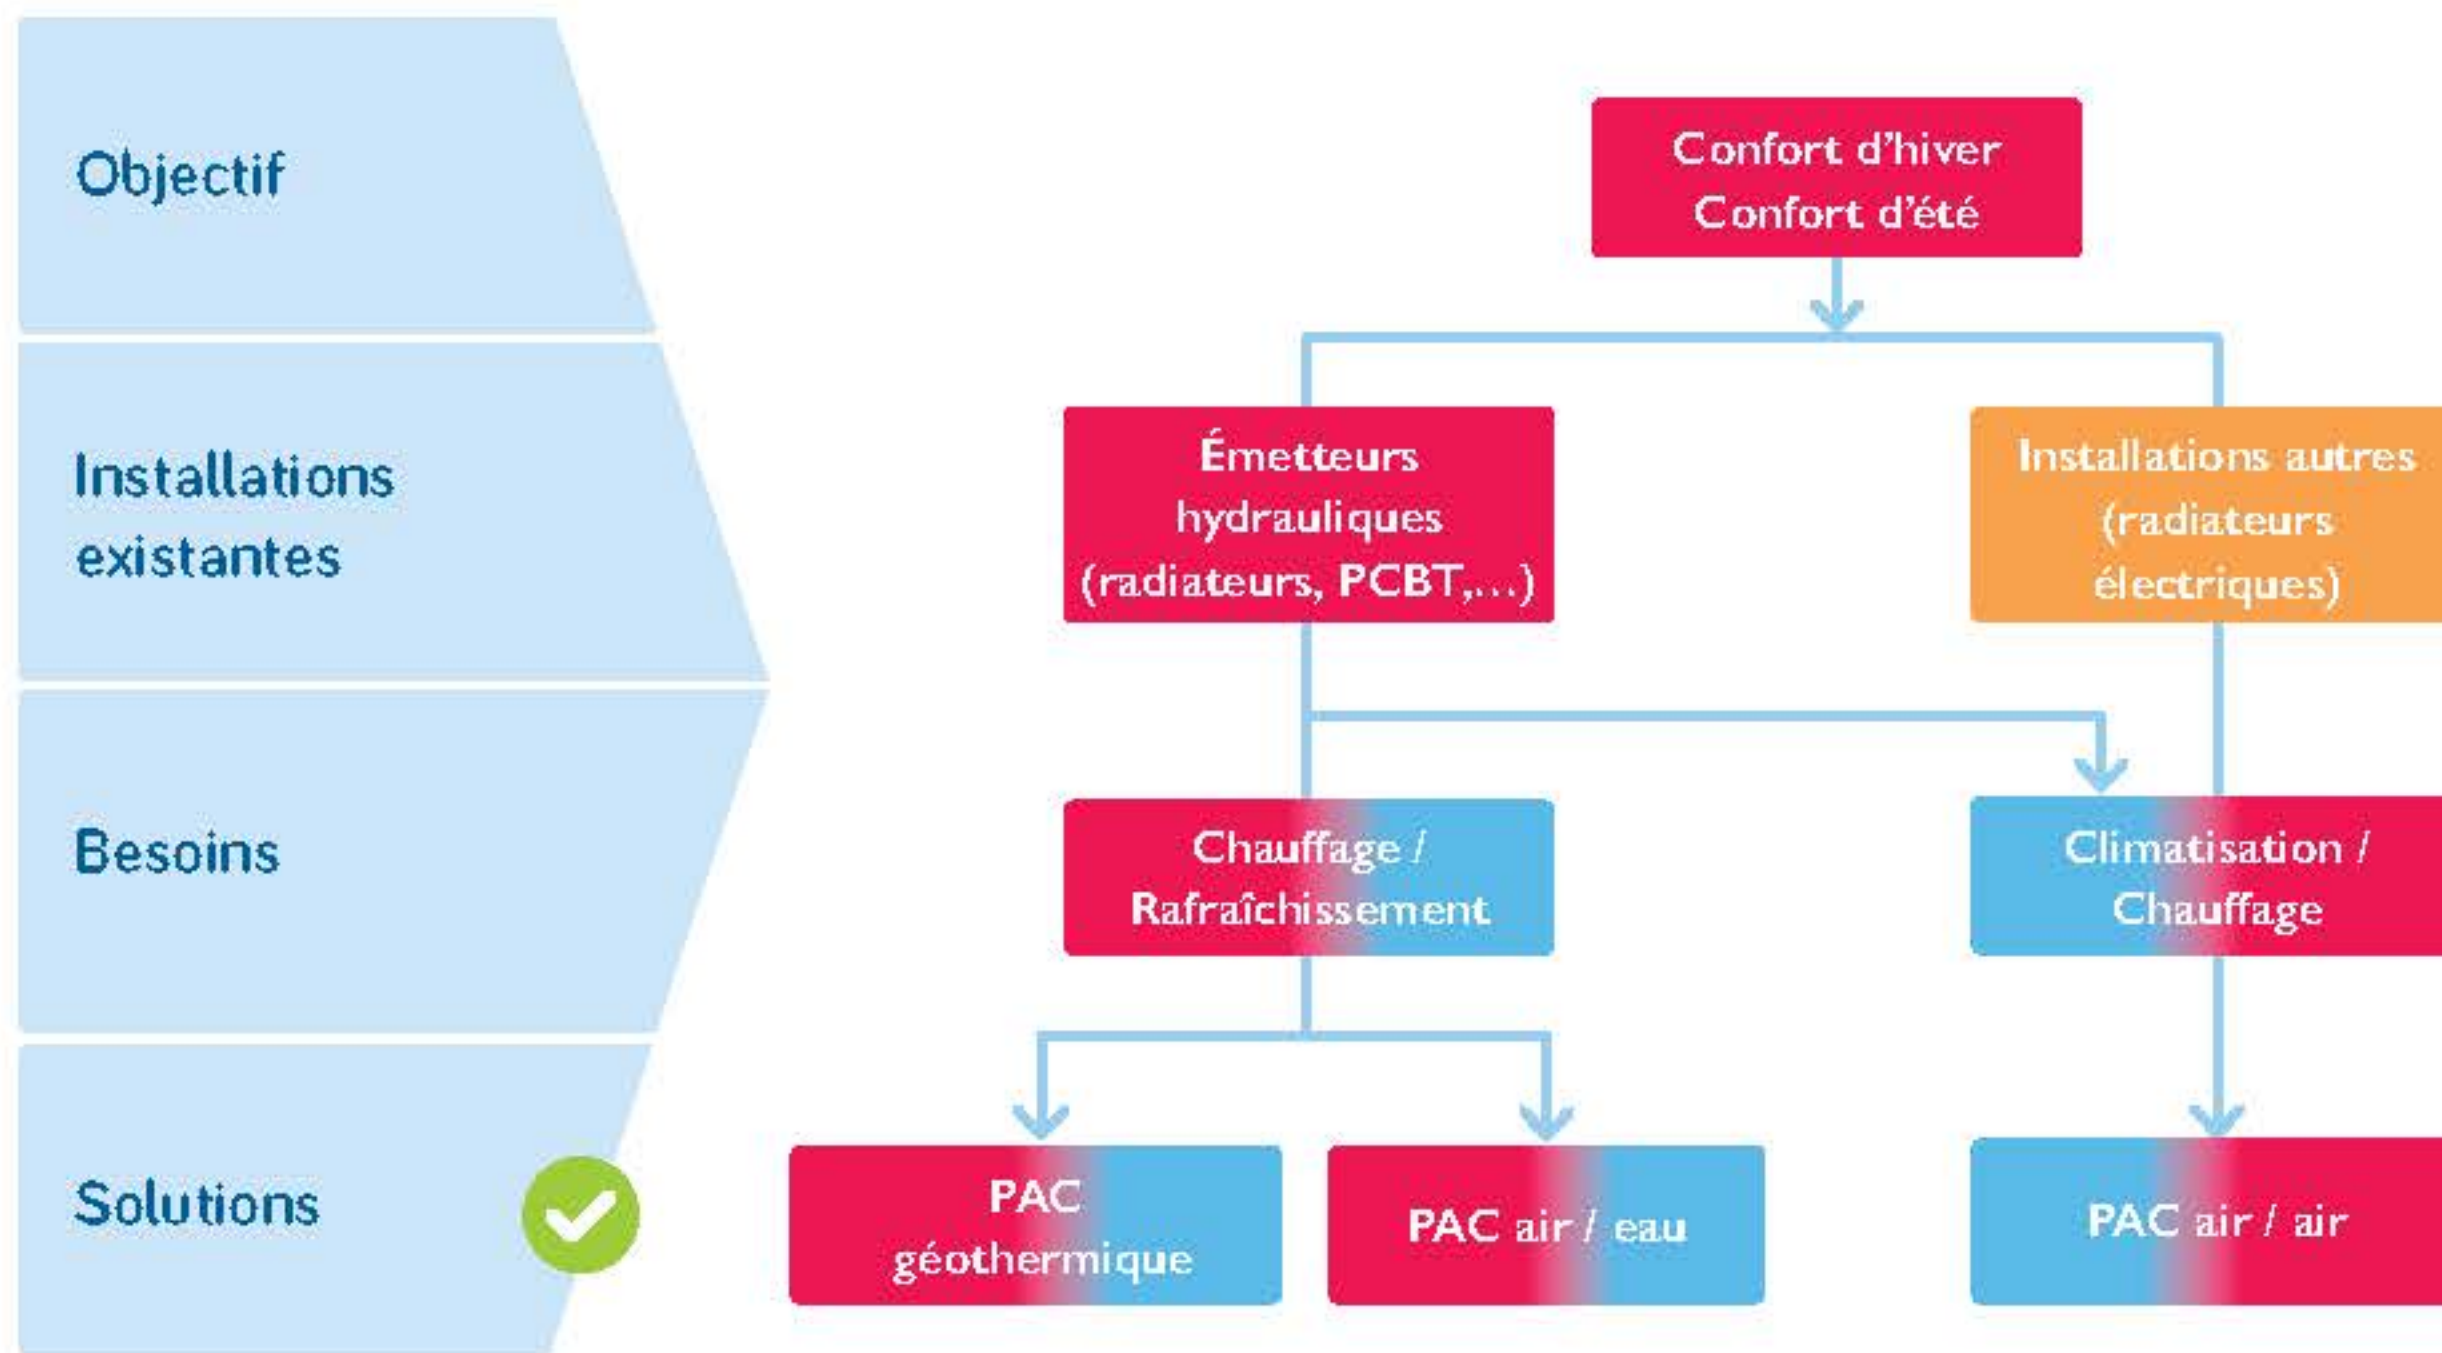 Objectif
Confort d'hiver
Confort d'été
Installations
existantes
Émetteurs
hydrauliques
(radiateurs, PCBT,...)
Installations autres
(radiateurs
électriques)
Besoins
Chauffage /
Rafraîchissement
Climatisation /
Chauffage
Solutions
PAC
géothermique
PAC air / eau
PAC air / air